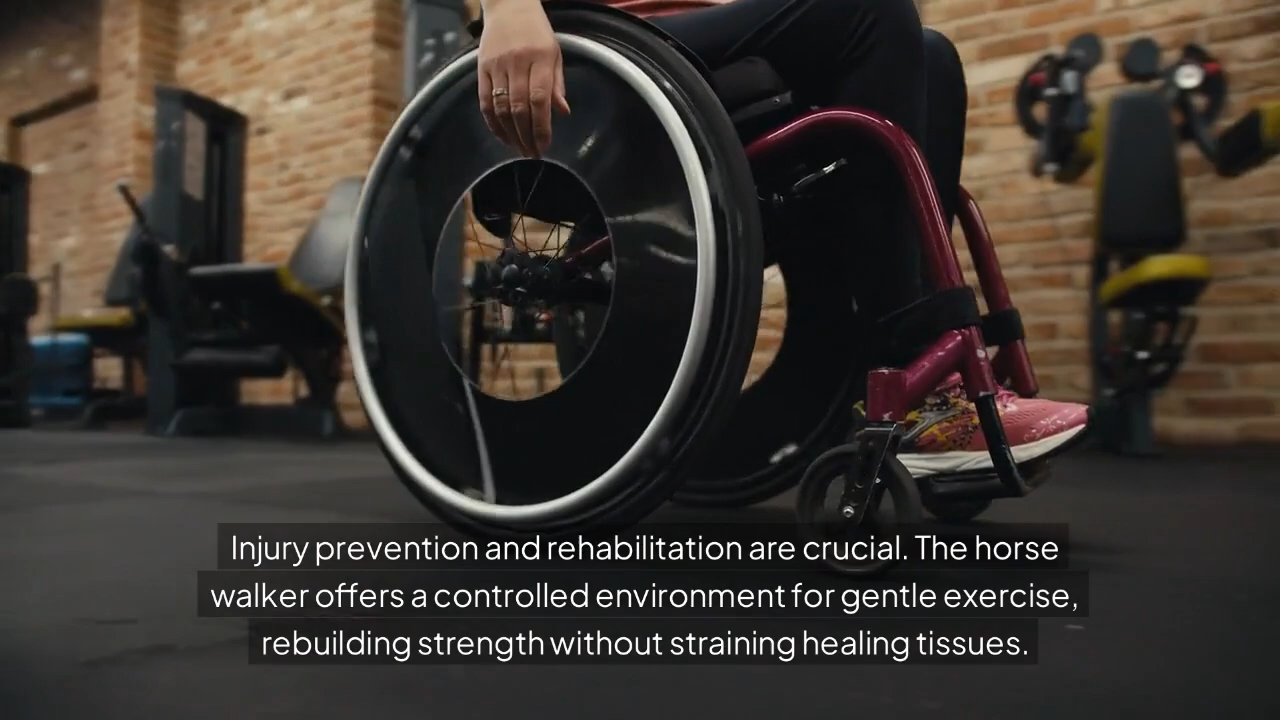 Injury prevention and rehabilitation are crucial. The horse
walker offers a controlled environment for gentle exercise,
rebuilding strength without straining healing tissues.